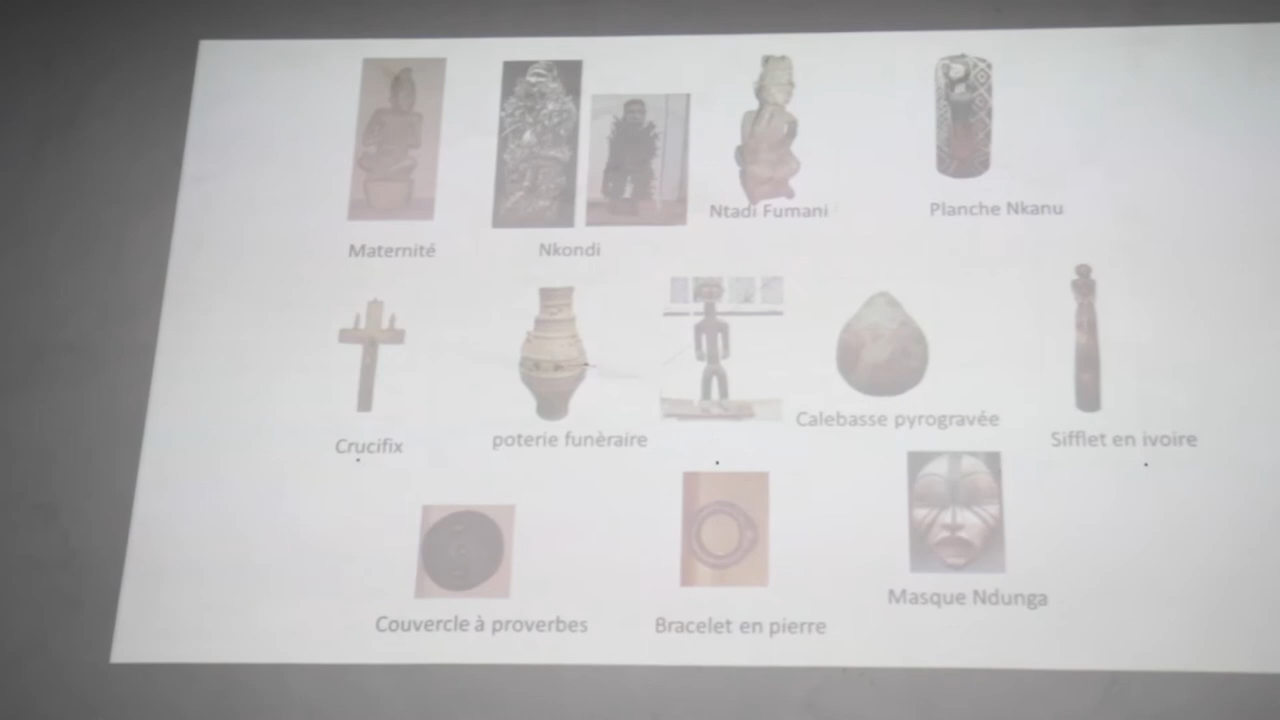 Ntadi Fumani
Planche Nkanu
Maternité
Nkondi
Calebasse pyrogravée
Crucifix
poterie funèraire
Sifflet en ivoire
Masque Ndunga
Couvercle à proverbes
Bracelet en pierre